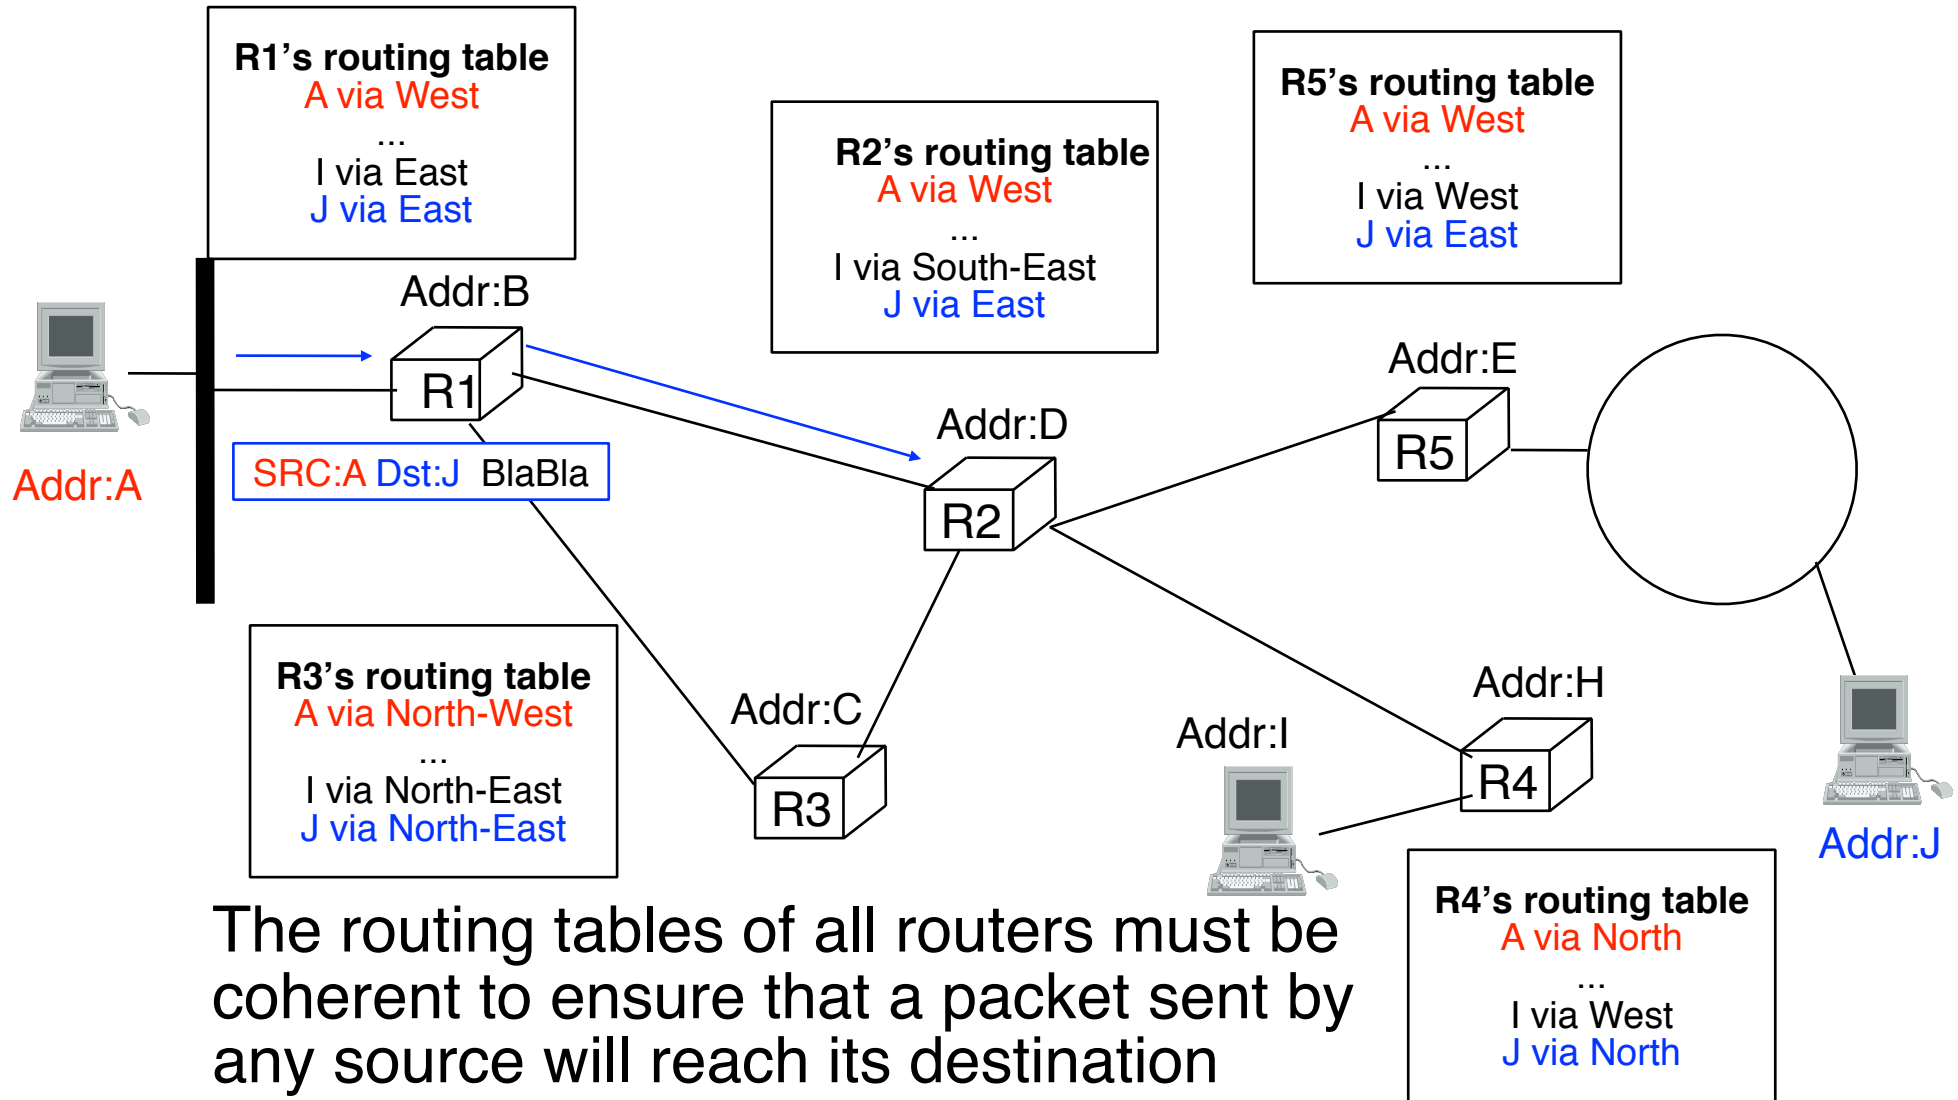 R1’s routing table
A via West
...
I via East
J via East
R2’s routing table
A via West
...
I via South-East
J via East
R5’s routing table
A via West
...
I via West
J via East
Addr:B
R1
Addr:E
R5
Addr:D
R2
Addr:A
SRC:A Dst:J BlaBla
R3’s routing table
A via North-West
...
I via North-East
J via North-East
Addr:C
R3
Addr:I
Addr:H
R4
Addr:J
R4’s routing table
A via North
...
I via West
J via North
The routing tables of all routers must be
coherent to ensure that a packet sent by
any source will reach its destination